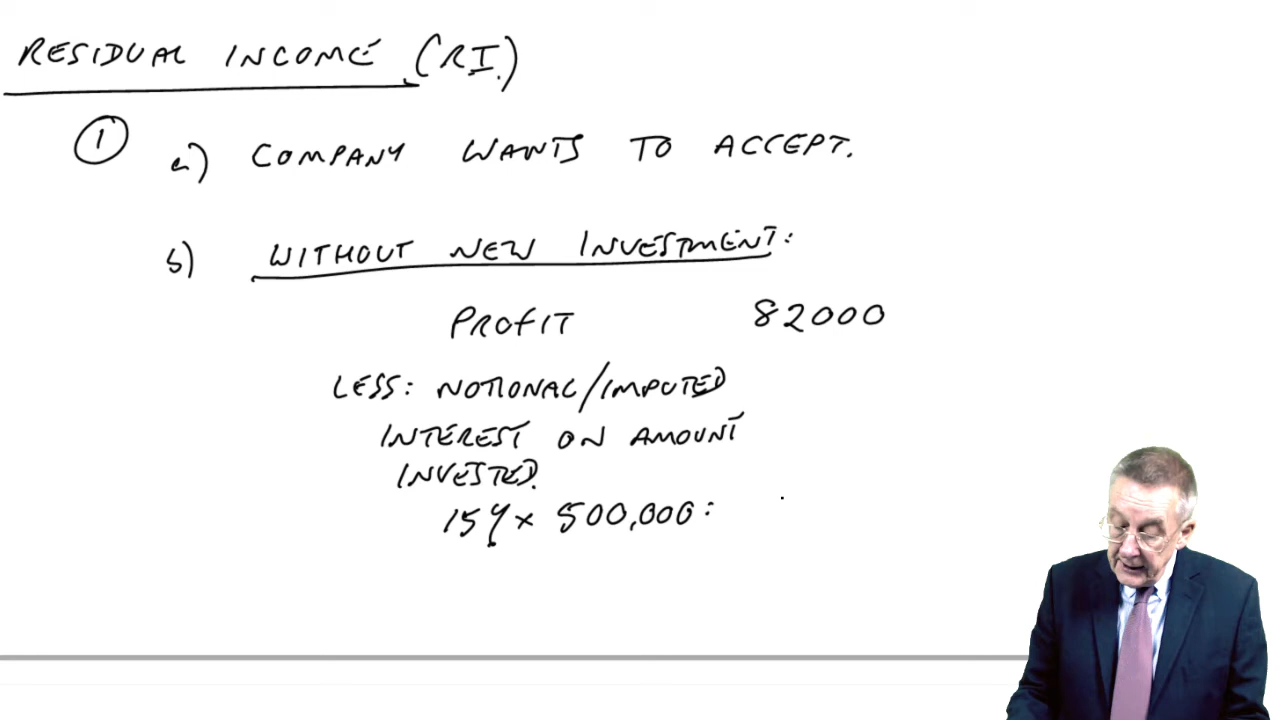 RESIDUAL INCOME (RI.)
① a) COMPANY WANTS TO ACCEPT.
b) WITHOUT NEW INVESTMENT:
PROFIT 82000
LESS: NOTIONAL/IMPUTED
INTEREST ON AMOUNT
INVESTED.
15% × 500,000: